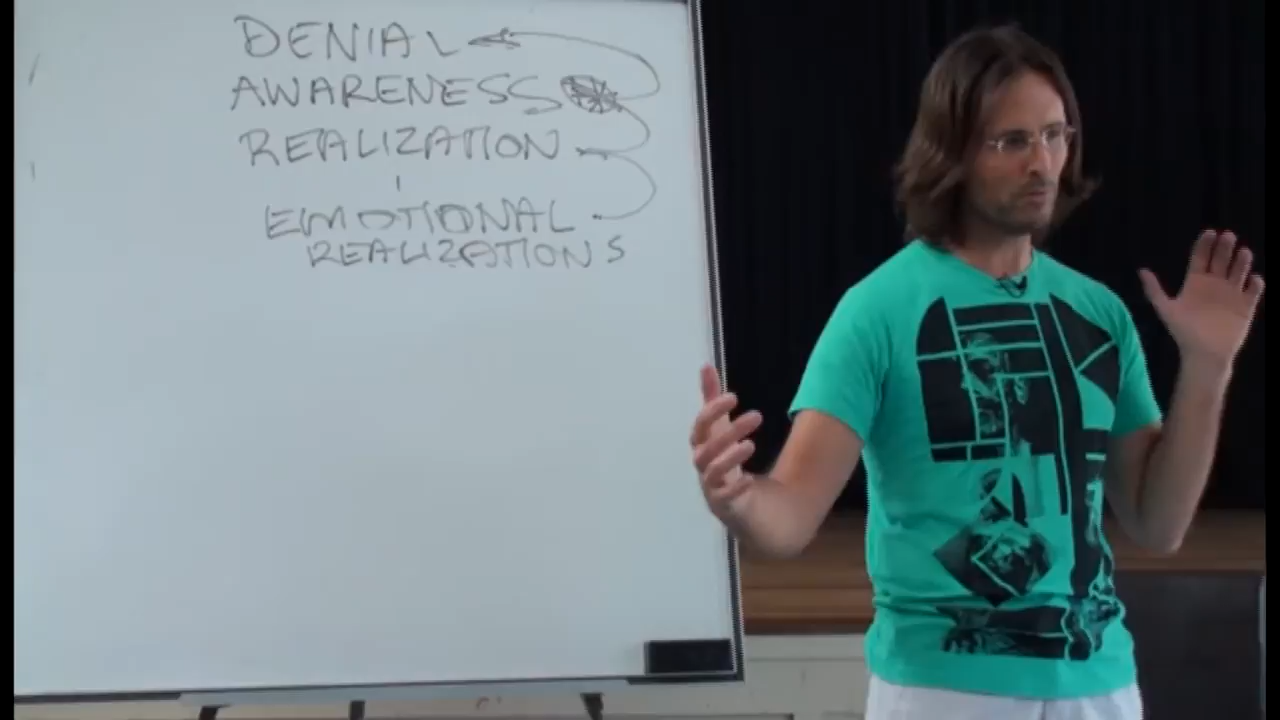 DENIAL
AWARENESS
REALIZATION
EMOTIONAL
REALIZATIONS